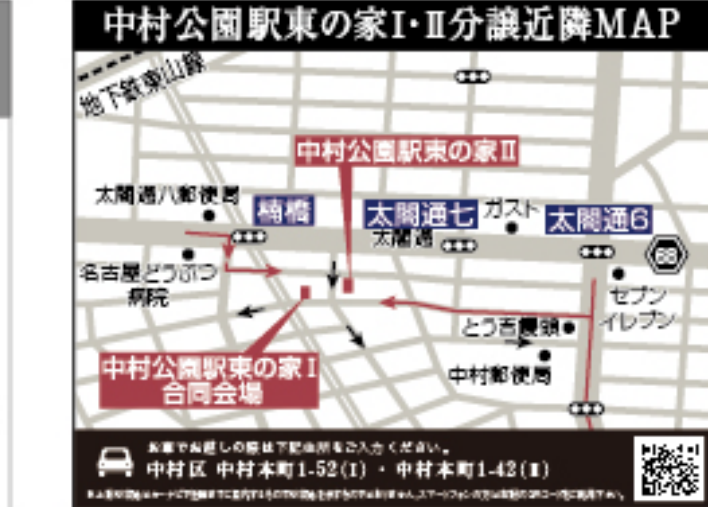 中村公園駅東の家Ⅰ・Ⅱ分譲近隣MAP
地下鉄東山線
中村公園駅東の家Ⅱ
太閤通八郵便局
楠橋
太閤通七
ガスト
太閤通6
太閤通
68
名古屋どうぶつ
病院
セブン
イレブン
とう吉饅頭
中村郵便局
中村公園駅東の家Ⅰ
合同会場
お車でお越しの際は下記住所をご入力ください。
中村区 中村本町1-52(Ⅰ)・中村本町1-42(Ⅱ)